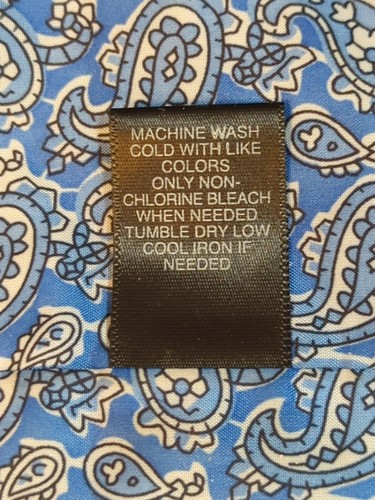 MACHINE WASH
COLD WITH LIKE
COLORS
ONLY NON-
CHLORINE BLEACH
WHEN NEEDED
TUMBLE DRY LOW
COOL IRON IF
NEEDED